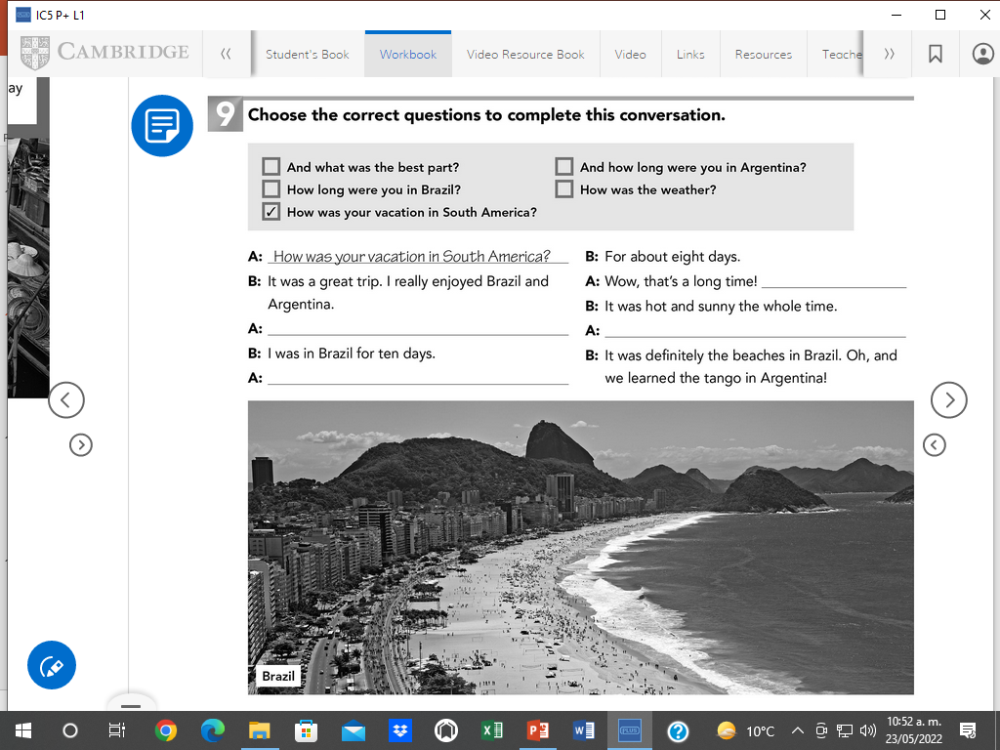 IC5 P+ L1
CAMBRIDGE
Student's Book
Workbook
Video Resource Book
Video
Links
Resources
Teache
ay
9 Choose the correct questions to complete this conversation.
And what was the best part?
How long were you in Brazil?
✓ How was your vacation in South America?
And how long were you in Argentina?
How was the weather?
A: How was your vacation in South America?
B: It was a great trip. I really enjoyed Brazil and
Argentina.
A:
B: I was in Brazil for ten days.
A:
B: For about eight days.
A: Wow, that's a long time!
B: It was hot and sunny the whole time.
A:
B: It was definitely the beaches in Brazil. Oh, and
we learned the tango in Argentina!
Brazil
PLUS
10°C
10:52 a. m.
23/05/2022